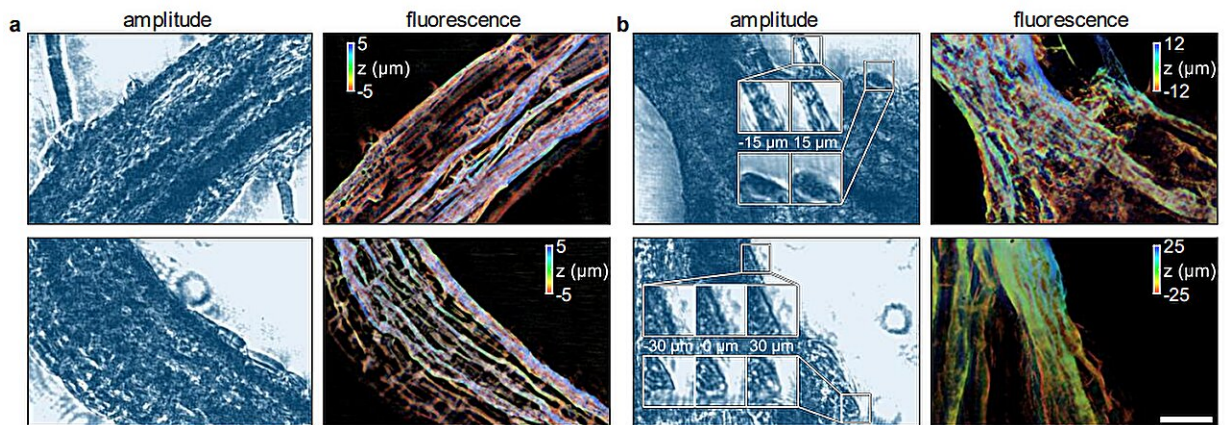 a
amplitude
fluorescence
5
z (µm)
-5
5
z (µm)
-5
b
amplitude
fluorescence
-15 µm 15 µm
12
z (µm)
-12
-30 µm 0 µm 30 µm
25
z (µm)
-25